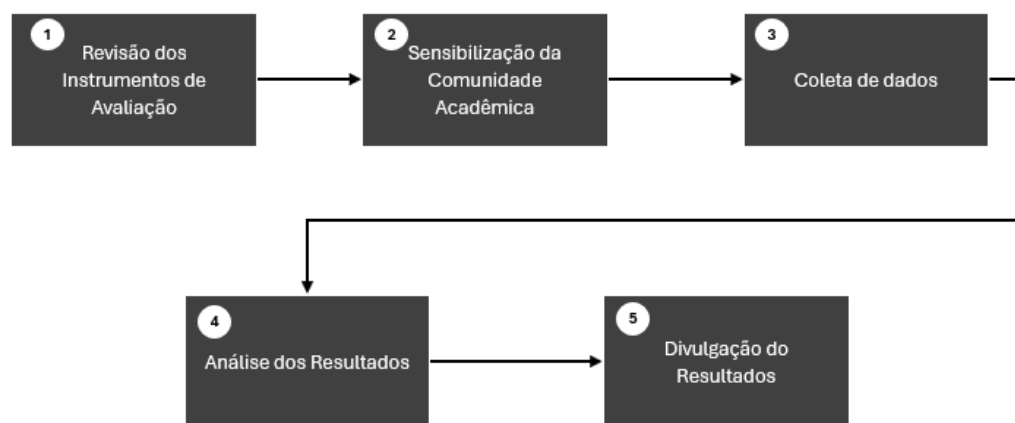 1
Revisão dos
Instrumentos de
Avaliação
2
Sensibilização da
Comunidade
Acadêmica
3
Coleta de dados
4
Análise dos Resultados
5
Divulgação do
Resultados